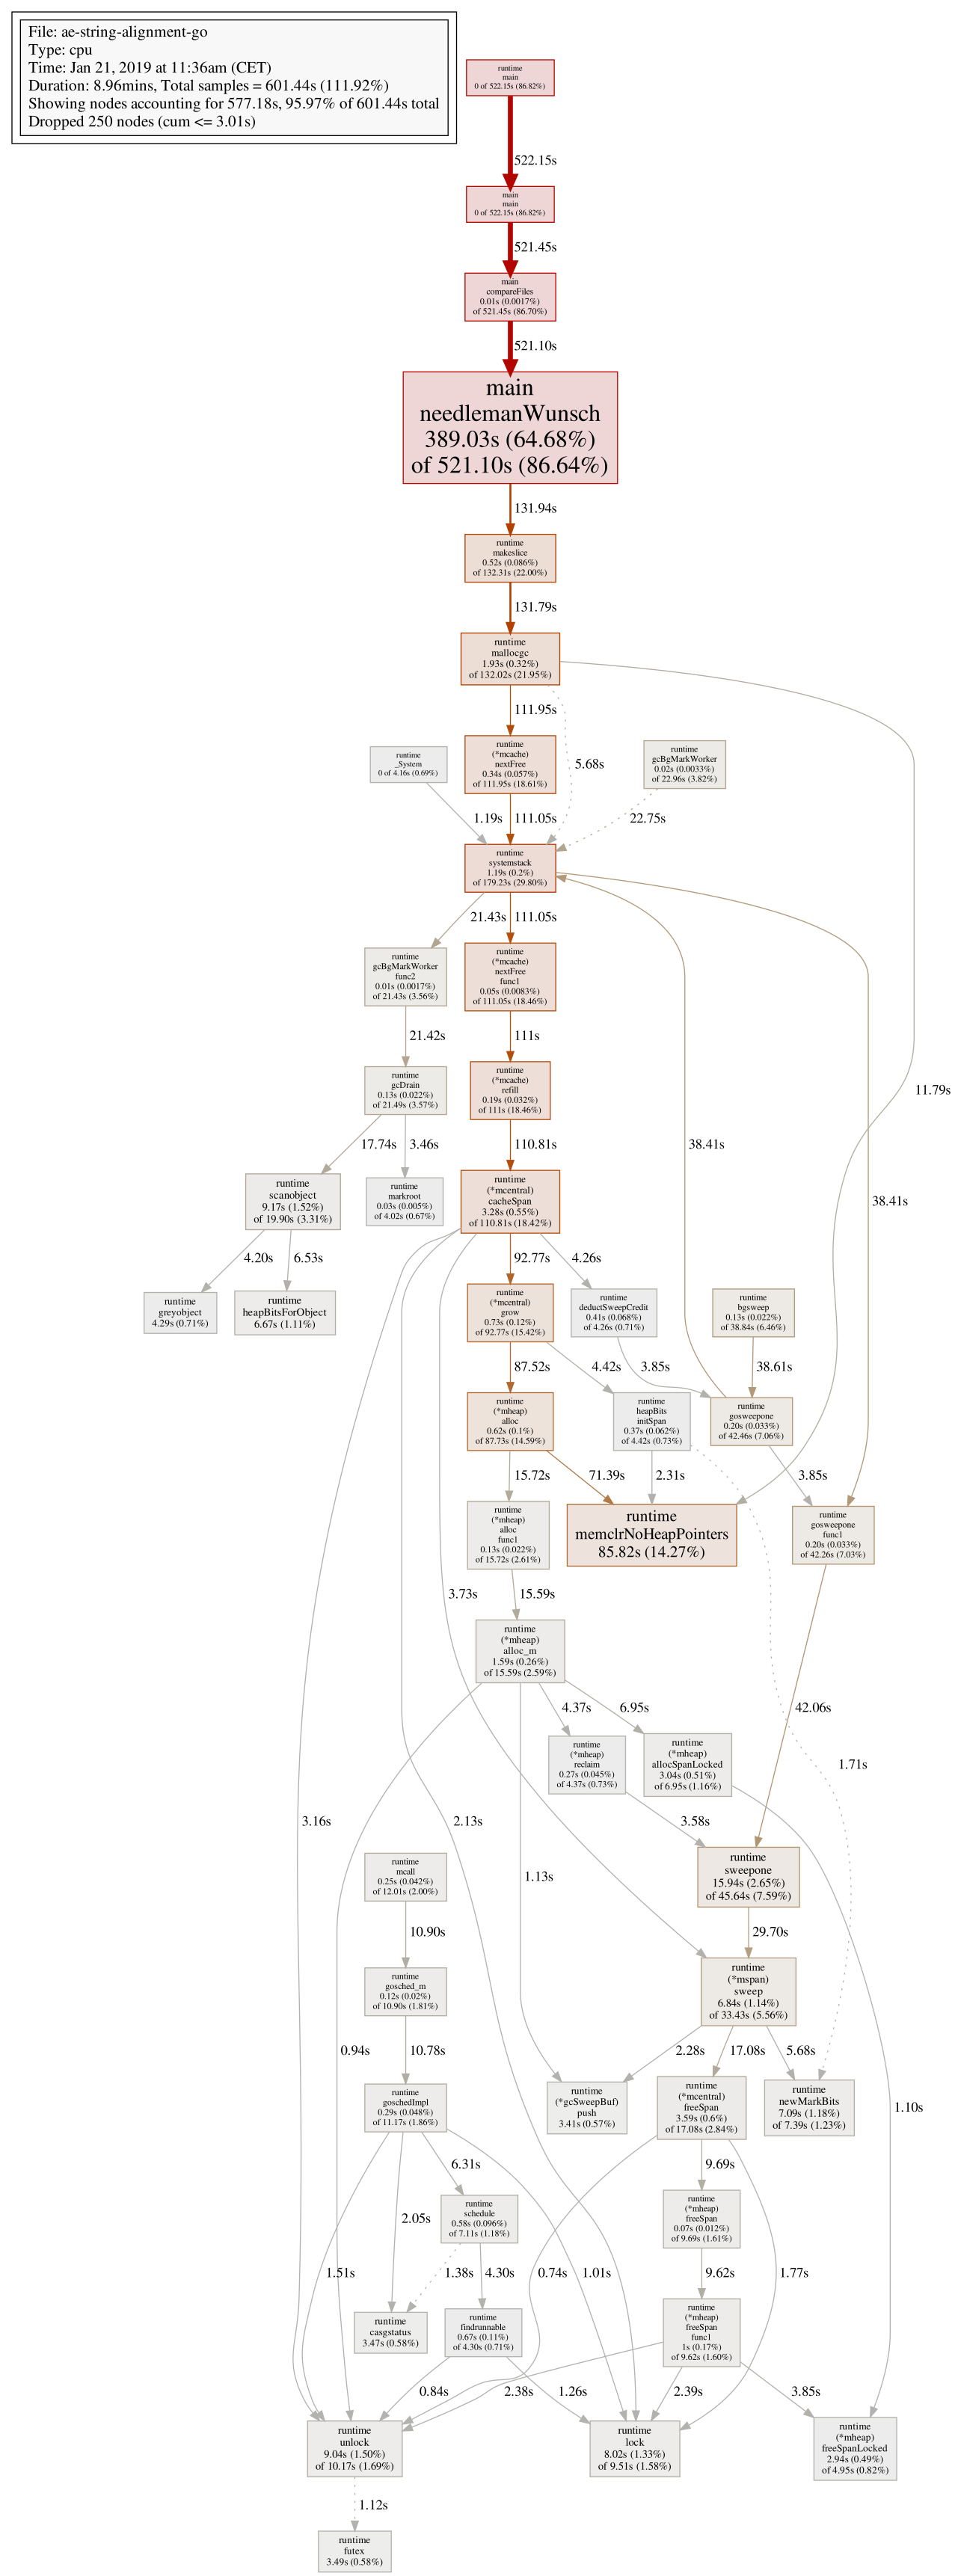 File: ae-string-alignment-go
Type: cpu
Time: Jan 21, 2019 at 11:36am (CET)
Duration: 8.96mins, Total samples = 601.44s (111.92%)
Showing nodes accounting for 577.18s, 95.97% of 601.44s total
Dropped 250 nodes (cum <= 3.01s)
runtime
main
0 of 522.15s (86.82%)
522.15s
main
main
0 of 522.15s (86.82%)
521.45s
main
compareFiles
0.01s (0.0017%)
of 521.45s (86.70%)
521.10s
main
needlemanWunsch
389.03s (64.68%)
of 521.10s (86.64%)
131.94s
runtime
makeslice
0.52s (0.086%)
of 132.31s (22.00%)
131.79s
runtime
mallocgc
1.93s (0.32%)
of 132.02s (21.95%)
111.95s
5.68s
11.79s
runtime
_System
0 of 4.16s (0.69%)
runtime
(*mcache)
nextFree
0.34s (0.057%)
of 111.95s (18.61%)
runtime
gcBgMarkWorker
0.02s (0.0033%)
of 22.96s (3.82%)
1.19s
111.05s
22.75s
runtime
systemstack
1.19s (0.2%)
of 179.23s (29.80%)
21.43s
111.05s
38.41s
38.41s
runtime
gcBgMarkWorker
func2
0.01s (0.0017%)
of 21.43s (3.56%)
runtime
(*mcache)
nextFree
func1
0.05s (0.0083%)
of 111.05s (18.46%)
21.42s
111s
runtime
gcDrain
0.13s (0.022%)
of 21.49s (3.57%)
runtime
(*mcache)
refill
0.19s (0.032%)
of 111s (18.46%)
17.74s
3.46s
110.81s
runtime
scanobject
9.17s (1.52%)
of 19.90s (3.31%)
runtime
markroot
0.03s (0.005%)
of 4.02s (0.67%)
runtime
(*mcentral)
cacheSpan
3.28s (0.55%)
of 110.81s (18.42%)
4.20s
6.53s
92.77s
4.26s
runtime
greyobject
4.29s (0.71%)
runtime
heapBitsForObject
6.67s (1.11%)
runtime
(*mcentral)
grow
0.73s (0.12%)
of 92.77s (15.42%)
runtime
deductSweepCredit
0.41s (0.068%)
of 4.26s (0.71%)
runtime
bgsweep
0.13s (0.022%)
of 38.84s (6.46%)
87.52s
4.42s
3.85s
38.61s
runtime
(*mheap)
alloc
0.62s (0.1%)
of 87.73s (14.59%)
runtime
heapBits
initSpan
0.37s (0.062%)
of 4.42s (0.73%)
runtime
gosweepone
0.20s (0.033%)
of 42.46s (7.06%)
15.72s
71.39s
2.31s
3.85s
runtime
(*mheap)
alloc
func1
0.13s (0.022%)
of 15.72s (2.61%)
runtime
memclrNoHeapPointers
85.82s (14.27%)
runtime
gosweepone
func1
0.20s (0.033%)
of 42.26s (7.03%)
3.73s
15.59s
runtime
(*mheap)
alloc_m
1.59s (0.26%)
of 15.59s (2.59%)
42.06s
4.37s
6.95s
1.71s
runtime
(*mheap)
reclaim
0.27s (0.045%)
of 4.37s (0.73%)
runtime
(*mheap)
allocSpanLocked
3.04s (0.51%)
of 6.95s (1.16%)
3.16s
2.13s
3.58s
runtime
mcall
0.25s (0.042%)
of 12.01s (2.00%)
1.13s
runtime
sweepone
15.94s (2.65%)
of 45.64s (7.59%)
10.90s
29.70s
runtime
gosched_m
0.12s (0.02%)
of 10.90s (1.81%)
runtime
(*mspan)
sweep
6.84s (1.14%)
of 33.43s (5.56%)
0.94s
10.78s
2.28s
17.08s
5.68s
1.10s
runtime
goschedImpl
0.29s (0.048%)
of 11.17s (1.86%)
runtime
(*gcSweepBuf)
push
3.41s (0.57%)
runtime
(*mcentral)
freeSpan
3.59s (0.6%)
of 17.08s (2.84%)
runtime
newMarkBits
7.09s (1.18%)
of 7.39s (1.23%)
6.31s
9.69s
2.05s
runtime
schedule
0.58s (0.096%)
of 7.11s (1.18%)
runtime
(*mheap)
freeSpan
0.07s (0.012%)
of 9.69s (1.61%)
1.51s
1.38s
4.30s
0.74s
1.01s
9.62s
1.77s
runtime
casgstatus
3.47s (0.58%)
runtime
findrunnable
0.67s (0.11%)
of 4.30s (0.71%)
runtime
(*mheap)
freeSpan
func1
1s (0.17%)
of 9.62s (1.60%)
0.84s
2.38s
1.26s
2.39s
3.85s
runtime
unlock
9.04s (1.50%)
of 10.17s (1.69%)
runtime
lock
8.02s (1.33%)
of 9.51s (1.58%)
runtime
(*mheap)
freeSpanLocked
2.94s (0.49%)
of 4.95s (0.82%)
1.12s
runtime
futex
3.49s (0.58%)